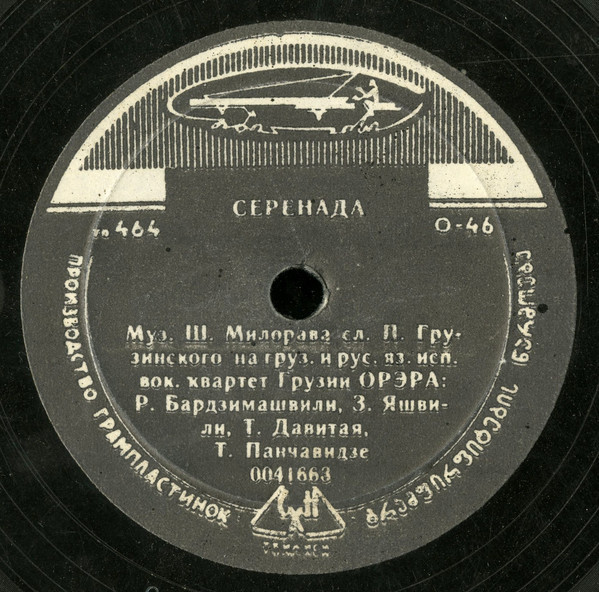 СЕРЕНАДА
464
О-46
Муз. Ш. Милорава сл. П. Гру-
зинского на груз. и рус. яз. исп.
вок. квартет Грузии ОРЭРА:
Р. Бардзимашвили, З. Яшви-
ли, Т. Давитая,
Т. Панчавидзе
0041663
ПРОИЗВОДСТВО ГРАМПЛАСТИНОК